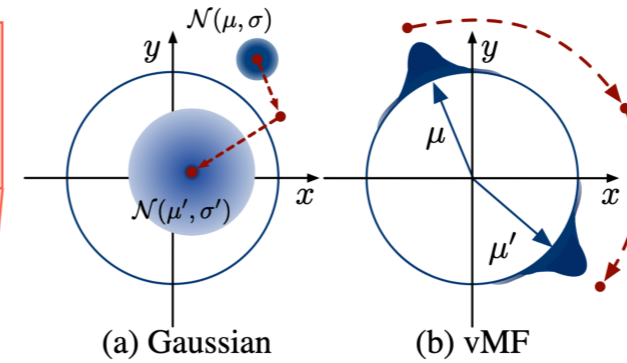 𝒩(μ, σ)
y
x
𝒩(μ′, σ′)
(a) Gaussian
y
x
μ
μ′
(b) vMF